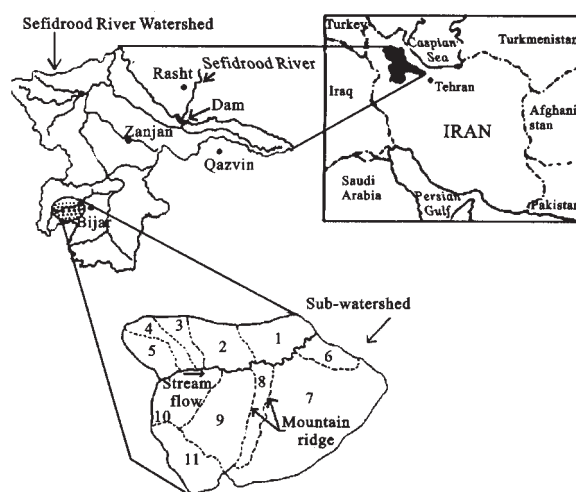 Sefidrood River Watershed
Rasht
Sefidrood River
Dam
Zanjan
Qazvin
Bijar
Turkey
Caspian
Sea
Turkmenistan
Iraq
Tehran
IRAN
Afghani
stan
Saudi
Arabia
Persian
Gulf
Pakistan
Sub-watershed
4
3
5
2
1
6
Stream
flow
8
7
10
9
Mountain
ridge
11